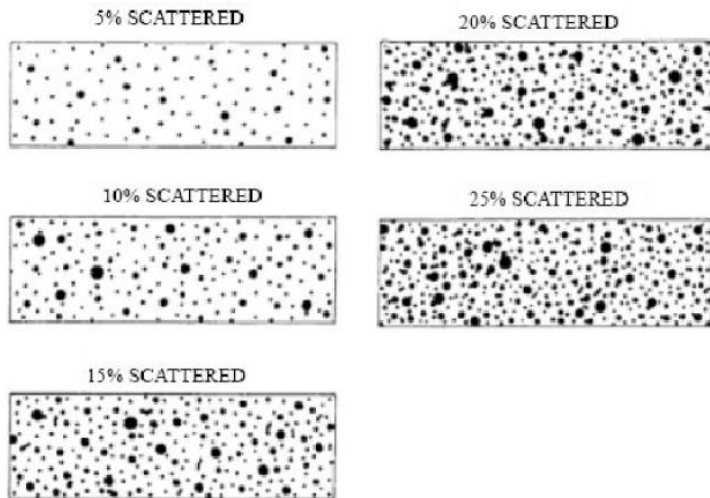 5% SCATTERED
20% SCATTERED
10% SCATTERED
25% SCATTERED
15% SCATTERED